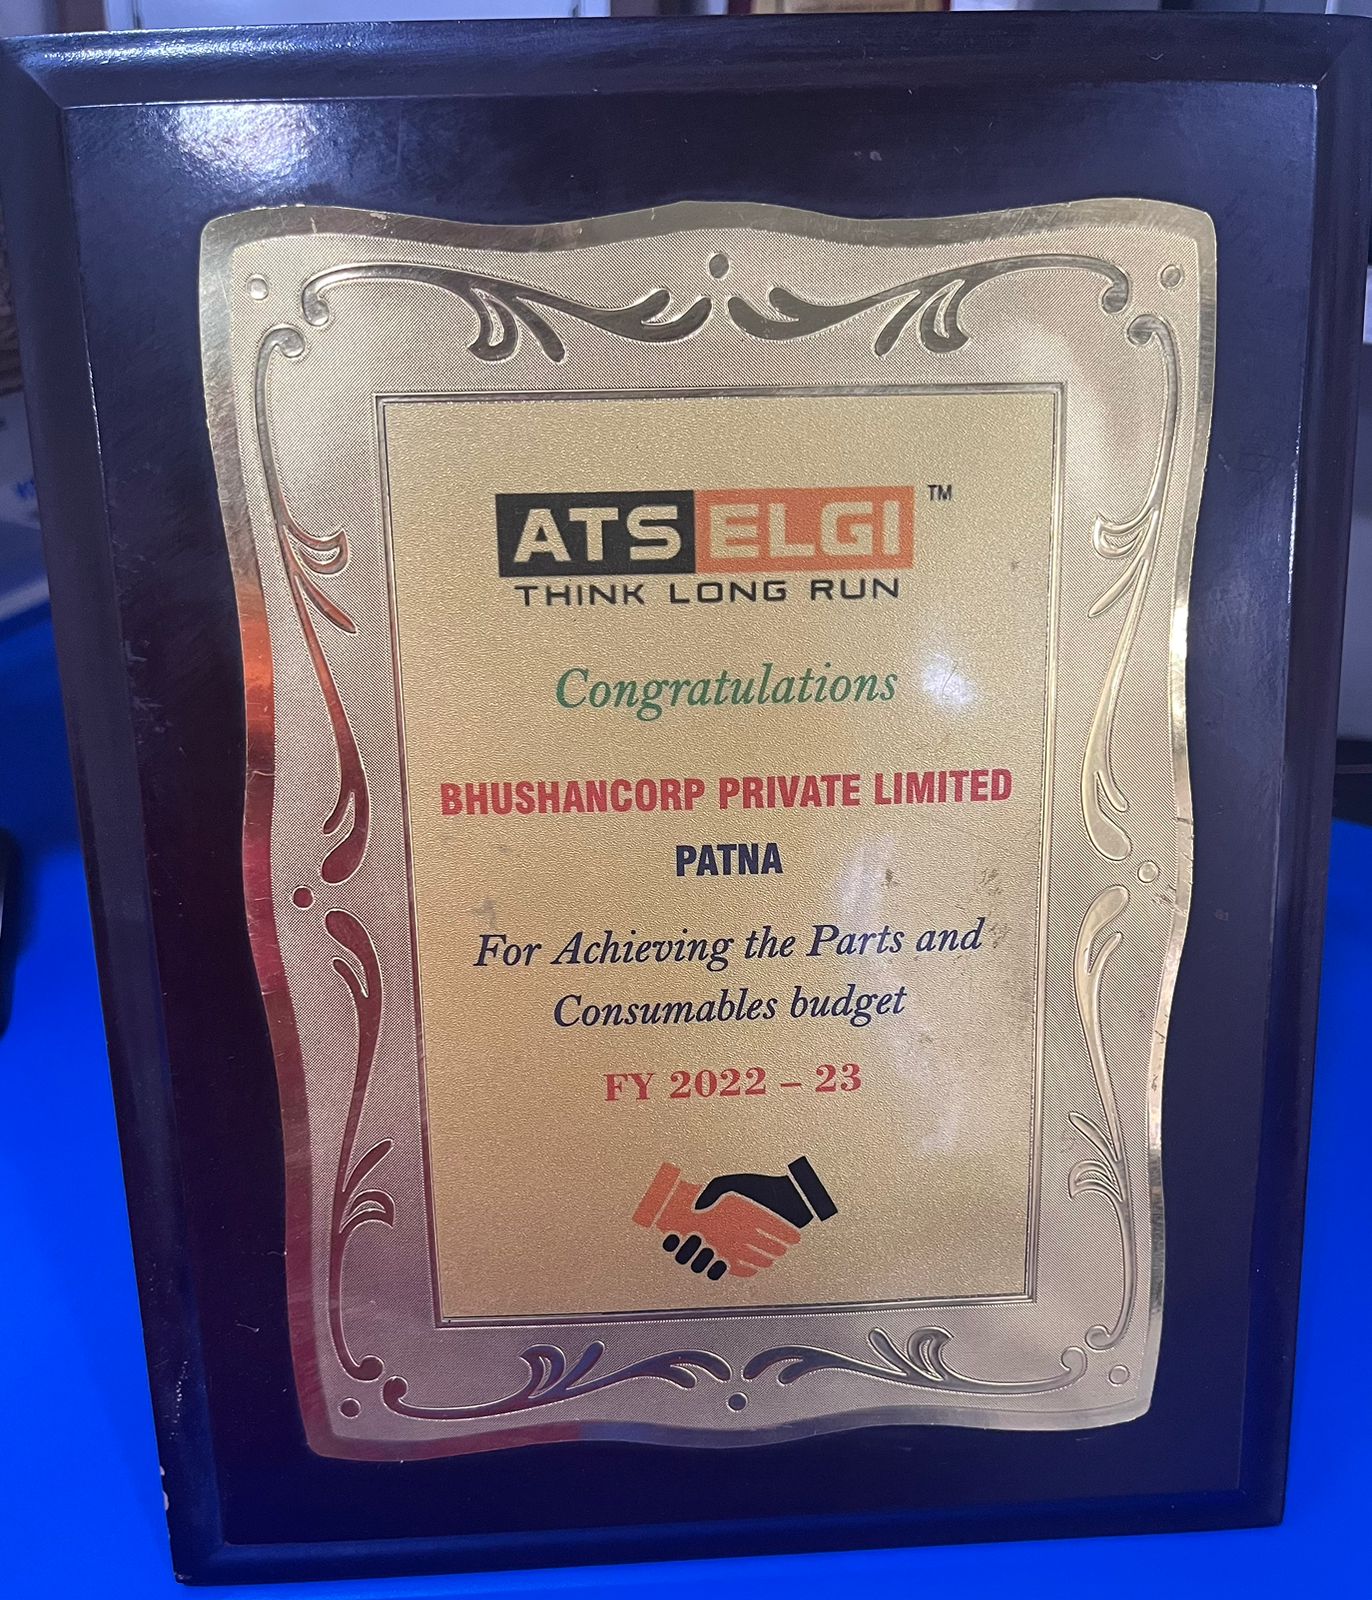 ATS ELGI ™
THINK LONG RUN
Congratulations
BHUSHANCORP PRIVATE LIMITED
PATNA
For Achieving the Parts and
Consumables budget
FY 2022 – 23